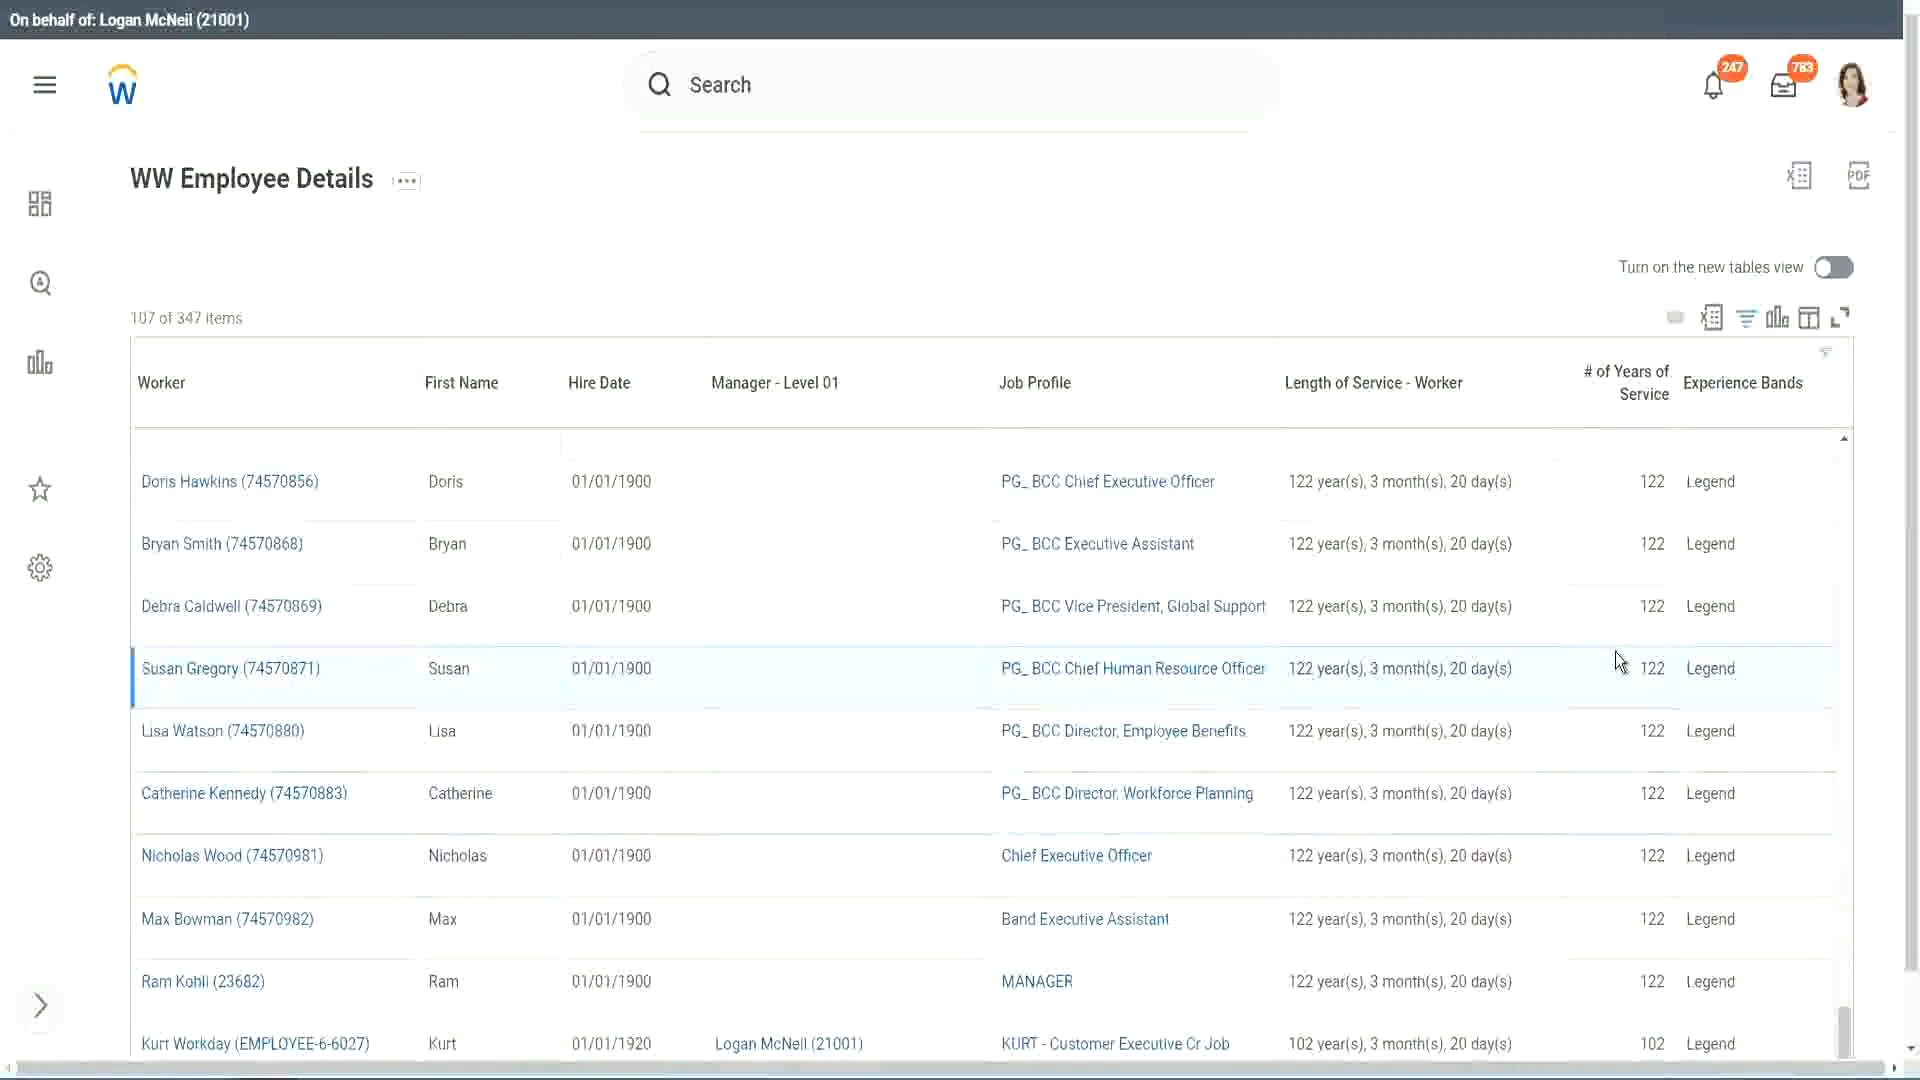 On behalf of: Logan McNeil (21001)
W
Search
247
783
WW Employee Details
X
PDF
Turn on the new tables view
107 of 347 items
X
Worker First Name Hire Date Manager - Level 01 Job Profile Length of Service - Worker # of Years of Service Experience Bands
Doris Hawkins (74570856) Doris 01/01/1900 PG_ BCC Chief Executive Officer 122 year(s), 3 month(s), 20 day(s) 122 Legend
Bryan Smith (74570868) Bryan 01/01/1900 PG_ BCC Executive Assistant 122 year(s), 3 month(s), 20 day(s) 122 Legend
Debra Caldwell (74570869) Debra 01/01/1900 PG_ BCC Vice President, Global Support 122 year(s), 3 month(s), 20 day(s) 122 Legend
Susan Gregory (74570871) Susan 01/01/1900 PG_ BCC Chief Human Resource Officer 122 year(s), 3 month(s), 20 day(s) 122 Legend
Lisa Watson (74570880) Lisa 01/01/1900 PG_ BCC Director, Employee Benefits 122 year(s), 3 month(s), 20 day(s) 122 Legend
Catherine Kennedy (74570883) Catherine 01/01/1900 PG_ BCC Director, Workforce Planning 122 year(s), 3 month(s), 20 day(s) 122 Legend
Nicholas Wood (74570981) Nicholas 01/01/1900 Chief Executive Officer 122 year(s), 3 month(s), 20 day(s) 122 Legend
Max Bowman (74570982) Max 01/01/1900 Band Executive Assistant 122 year(s), 3 month(s), 20 day(s) 122 Legend
Ram Kohli (23682) Ram 01/01/1900 MANAGER 122 year(s), 3 month(s), 20 day(s) 122 Legend
Kurt Workday (EMPLOYEE-6-6027) Kurt 01/01/1920 Logan McNeil (21001) KURT - Customer Executive Cr Job 102 year(s), 3 month(s), 20 day(s) 102 Legend